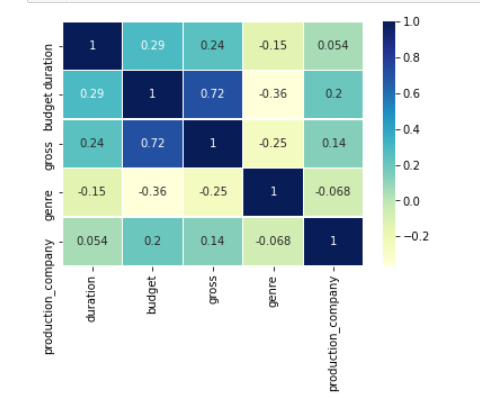 duration 1 0.29 0.24 -0.15 0.054
budget 0.29 1 0.72 -0.36 0.2
gross 0.24 0.72 1 -0.25 0.14
genre -0.15 -0.36 -0.25 1 -0.068
production_company 0.054 0.2 0.14 -0.068 1
duration budget gross genre production_company
1.0
0.8
0.6
0.4
0.2
0.0
−0.2